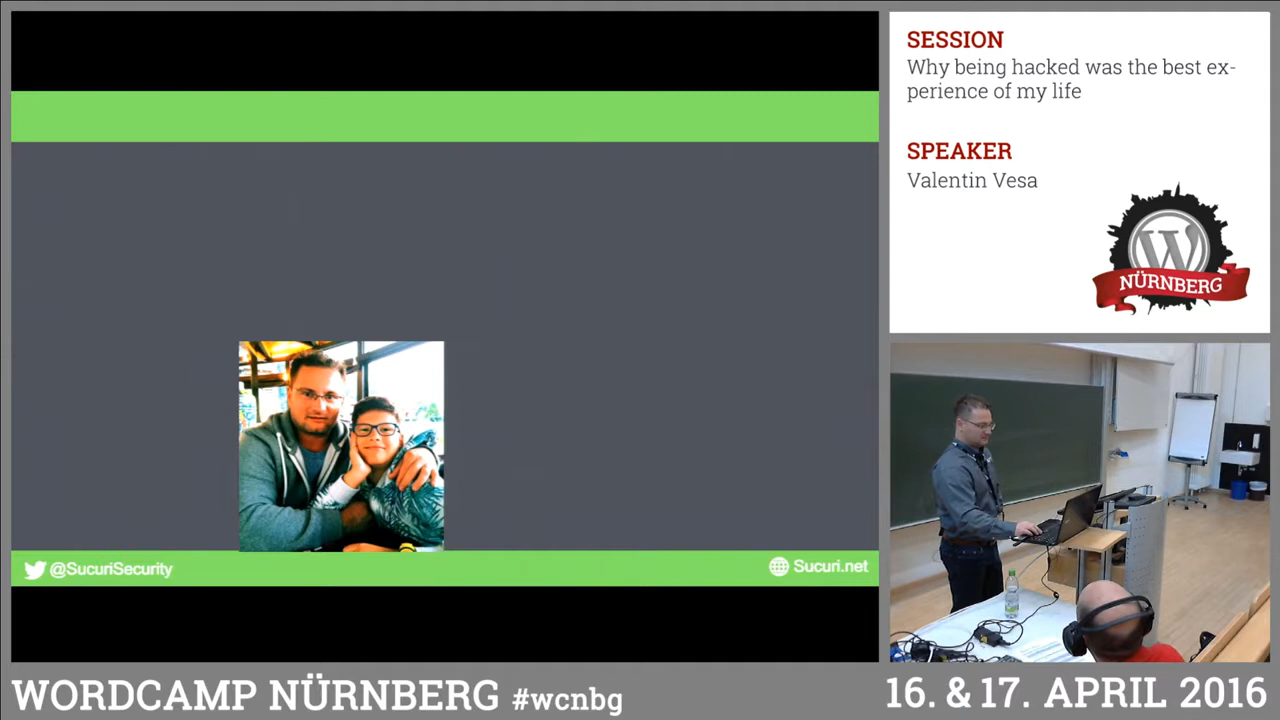 SESSION
Why being hacked was the best ex-
perience of my life
SPEAKER
Valentin Vesa
W
NÜRNBERG
@SucuriSecurity
Sucuri.net
WORDCAMP NÜRNBERG #wcnbg
16. & 17. APRIL 2016